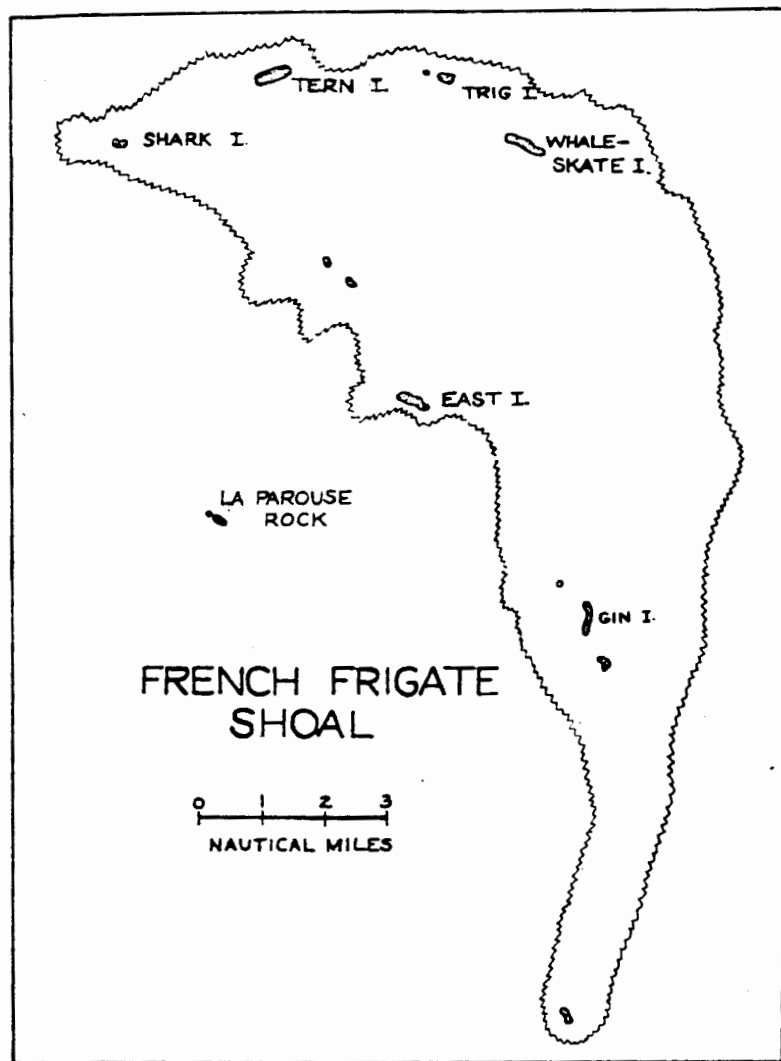 TERN I.
TRIG I.
SHARK I.
WHALE-
SKATE I.
EAST I.
LA PAROUSE
ROCK
GIN I.
FRENCH FRIGATE
SHOAL
0 1 2 3
NAUTICAL MILES